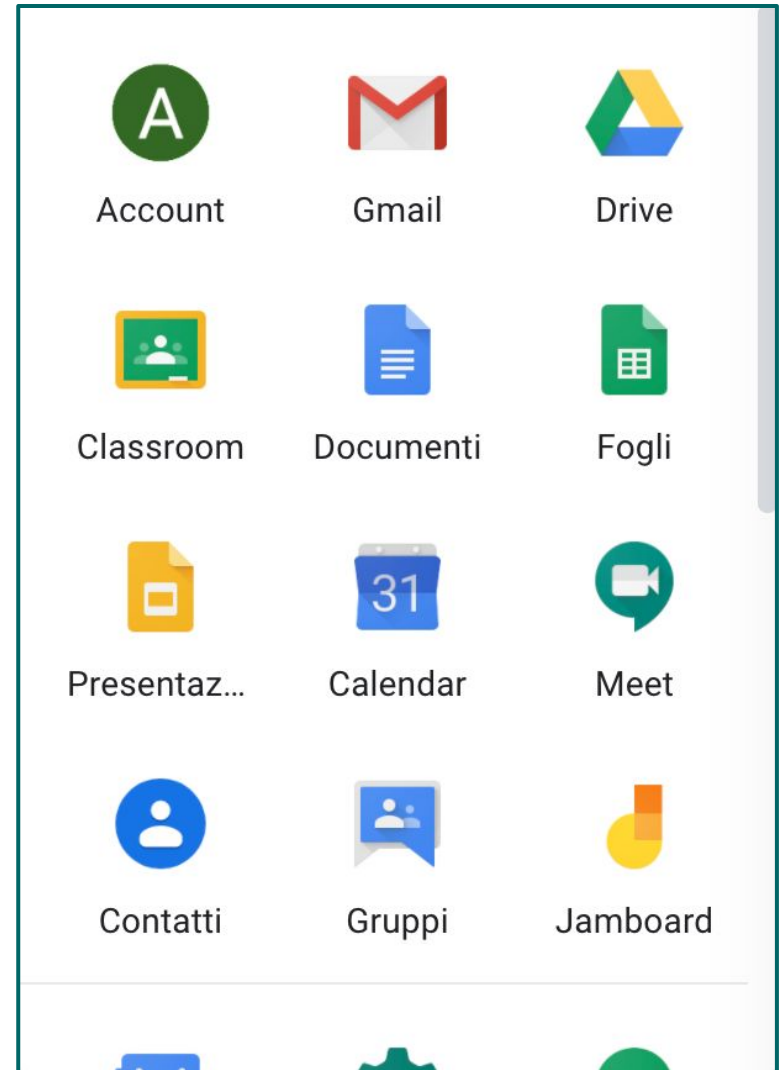 A
Account Gmail Drive
Classroom Documenti Fogli
31
Presentaz... Calendar Meet
Contatti Gruppi Jamboard